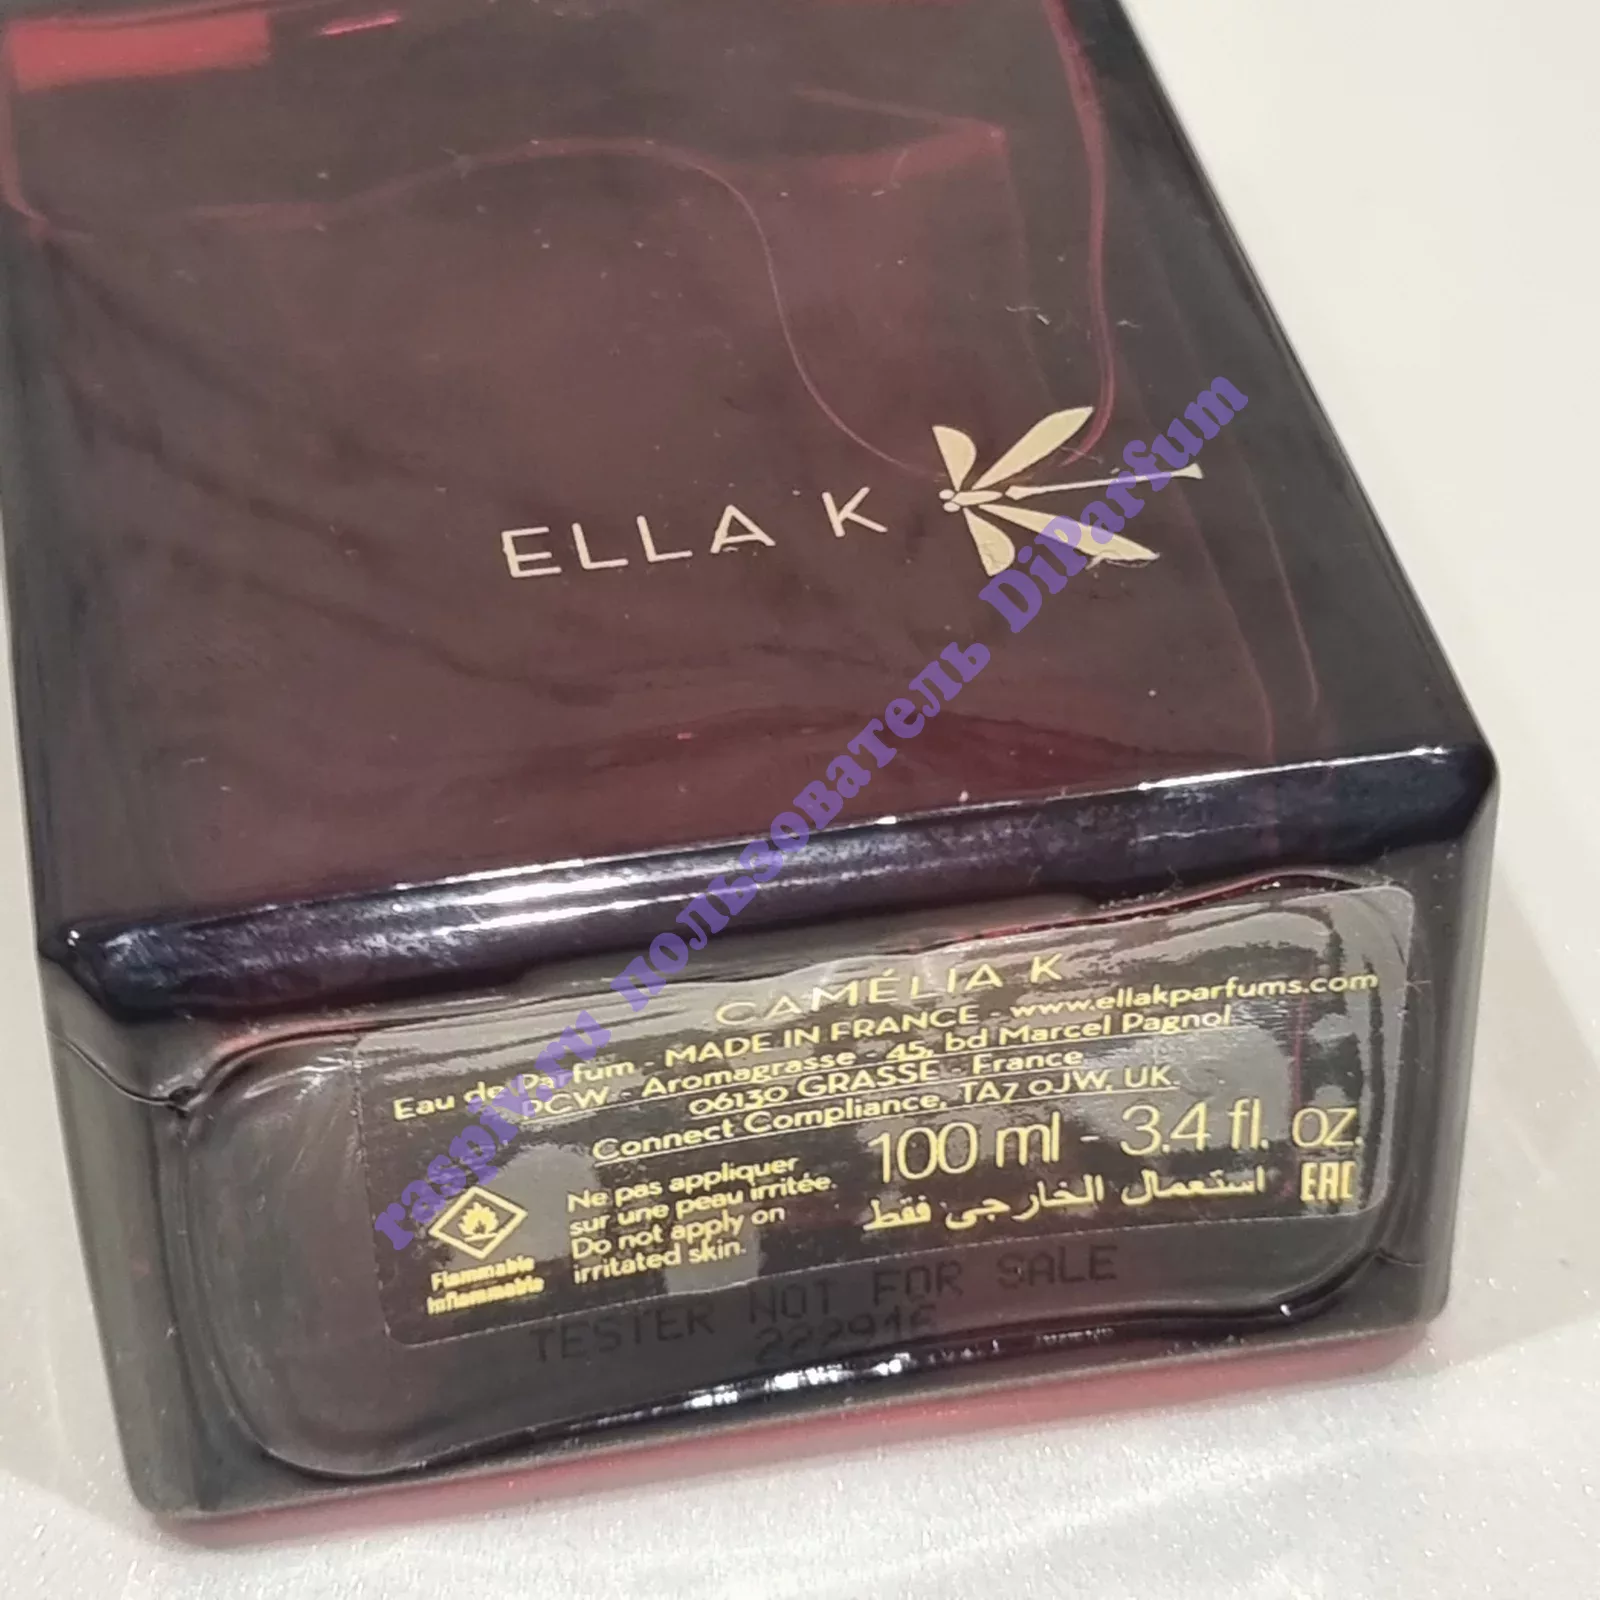 ELLA K
raspiv.ru пользователь DiParfum
CAMÉLIA K
Eau de Parfum - MADE IN FRANCE - www.ellakparfums.com
PCW - Aromagrasse - 45, bd Marcel Pagnol
06130 GRASSE - France
Connect Compliance, TA7 0JW, UK.
100 ml - 3.4 fl. oz.
Ne pas appliquer
sur une peau irritée.
Do not apply on
irritated skin.
استعمال الخارجي فقط
EAC
Flammable
Inflammable
TESTER NOT FOR SALE